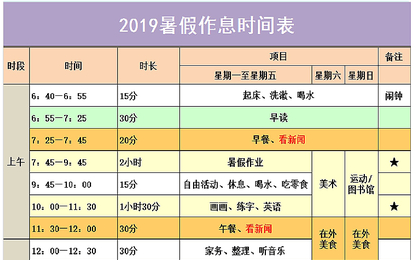 2019暑假作息时间表
时段 时间 时长 项目 备注
星期一至星期五 星期六 星期日
上午
6：40－6：55 15分 起床、洗漱、喝水 闹钟
6：55－7：25 30分 早读
7：25－7：45 20分 早餐、看新闻
7：45－9：45 2小时 暑假作业 美术 运动/图书馆 ★
9：45－10：00 15分 自由活动、休息、喝水、吃零食
10：00－11：30 1小时30分 画画、练字、英语 ★
11：30－12：00 30分 午餐、看新闻 在外美食 在外美食
12：00－12：30 30分 家务、整理、听音乐